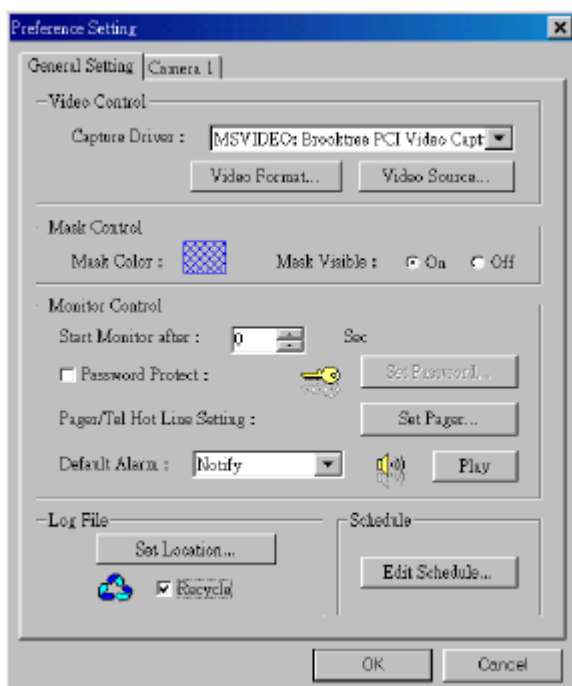 Preference Setting
General Setting Camera 1
Video Control
Capture Driver : MSVIDEO: Brooktree PCI Video Capt
Video Format... Video Source...
Mask Control
Mask Color : Mask Visible : On Off
Monitor Control
Start Monitor after : 0 Sec
Password Protect : Set Password...
Pager/Tel Hot Line Setting : Set Pager...
Default Alarm : Notify Play
Log File Schedule
Set Location...
Edit Schedule...
Recycle
OK Cancel